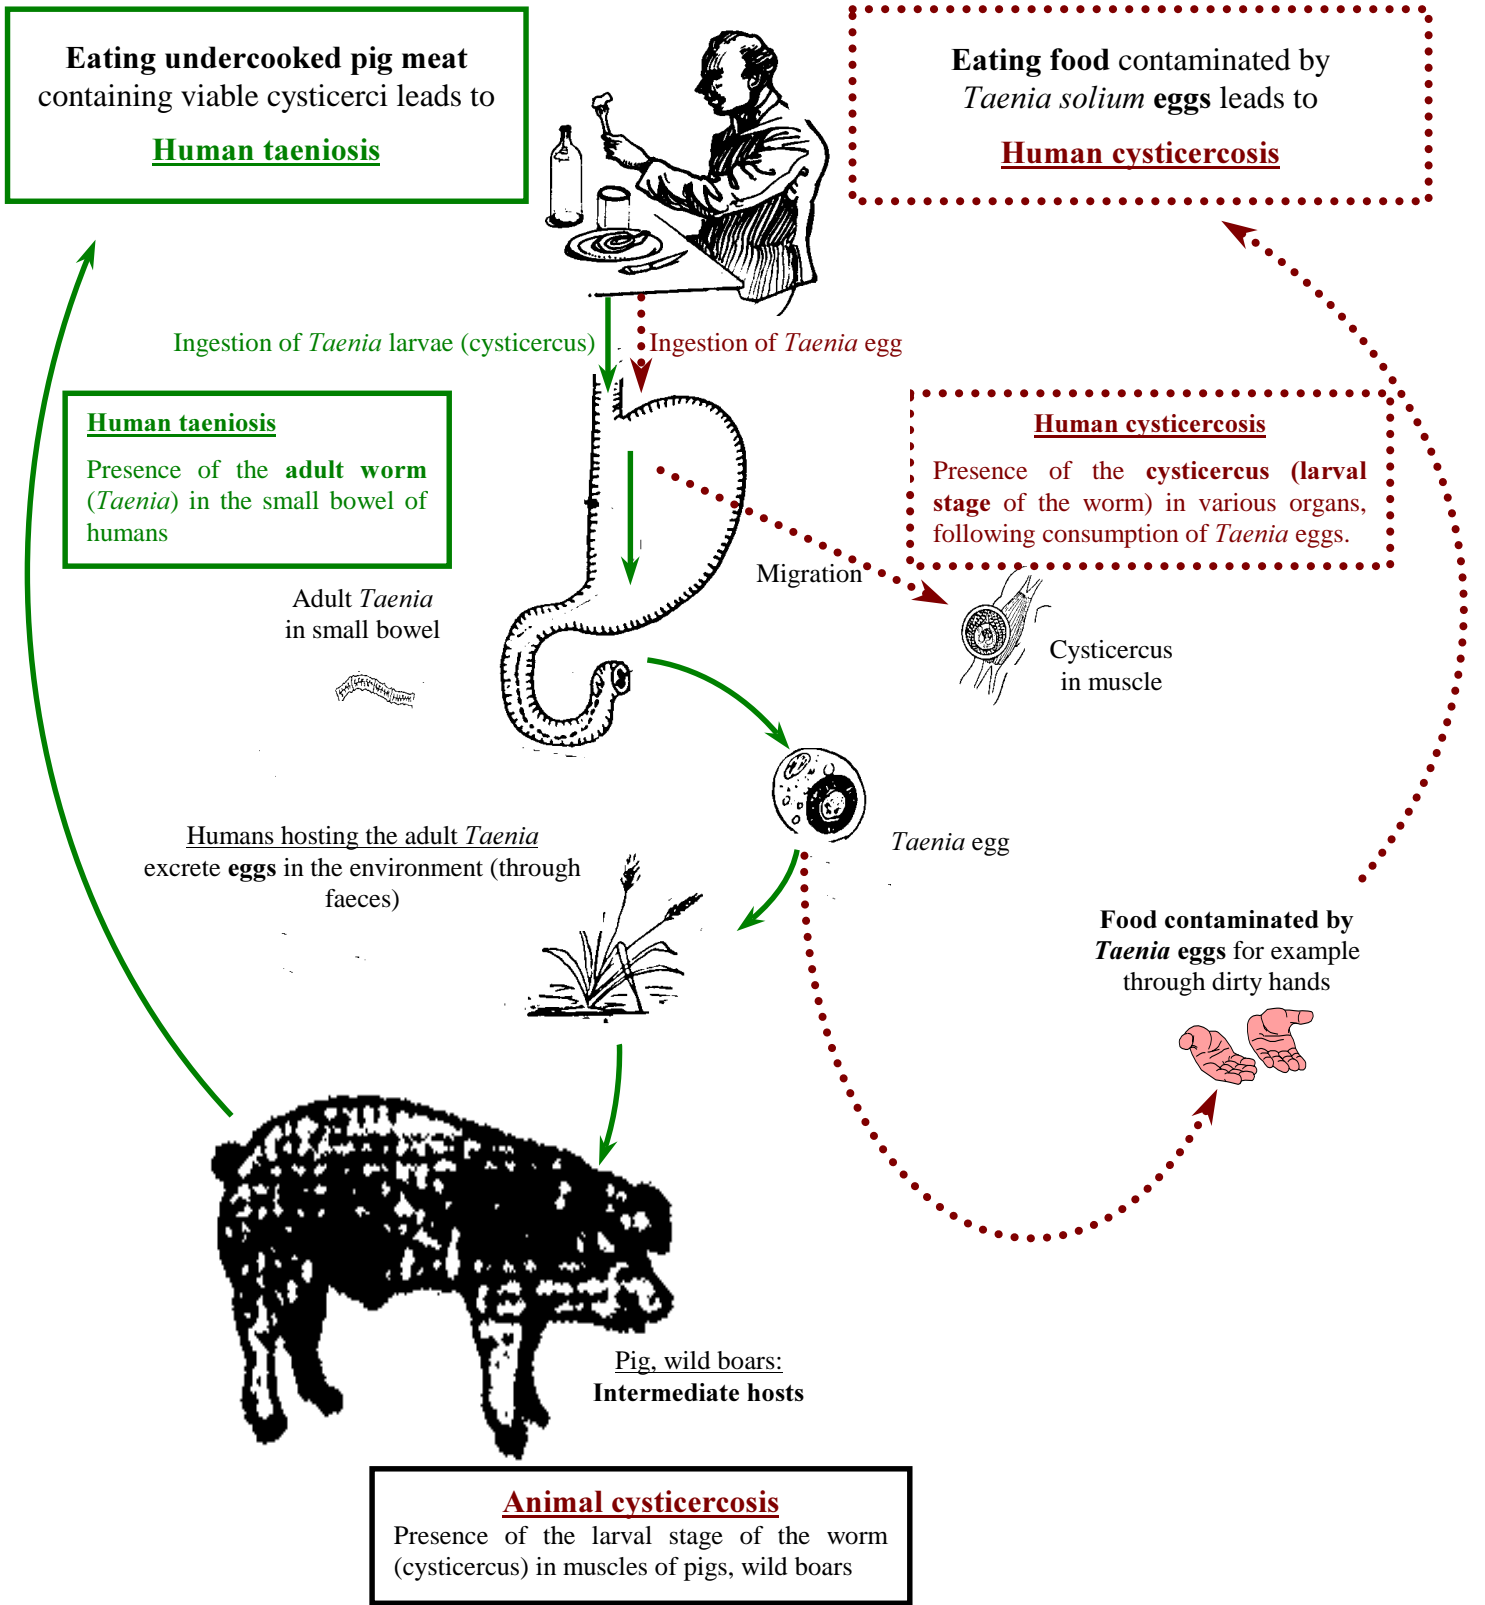 Eating undercooked pig meat
containing viable cysticerci leads to
Human taeniosis
Eating food contaminated by
Taenia solium eggs leads to
Human cysticercosis
Ingestion of Taenia larvae (cysticercus)
Ingestion of Taenia egg
Human taeniosis
Presence of the adult worm
(Taenia) in the small bowel of
humans
Human cysticercosis
Presence of the cysticercus (larval
stage of the worm) in various organs,
following consumption of Taenia eggs.
Migration
Adult Taenia
in small bowel
Cysticercus
in muscle
Humans hosting the adult Taenia
excrete eggs in the environment (through
faeces)
Taenia egg
Food contaminated by
Taenia eggs for example
through dirty hands
Pig, wild boars:
Intermediate hosts
Animal cysticercosis
Presence of the larval stage of the worm
(cysticercus) in muscles of pigs, wild boars